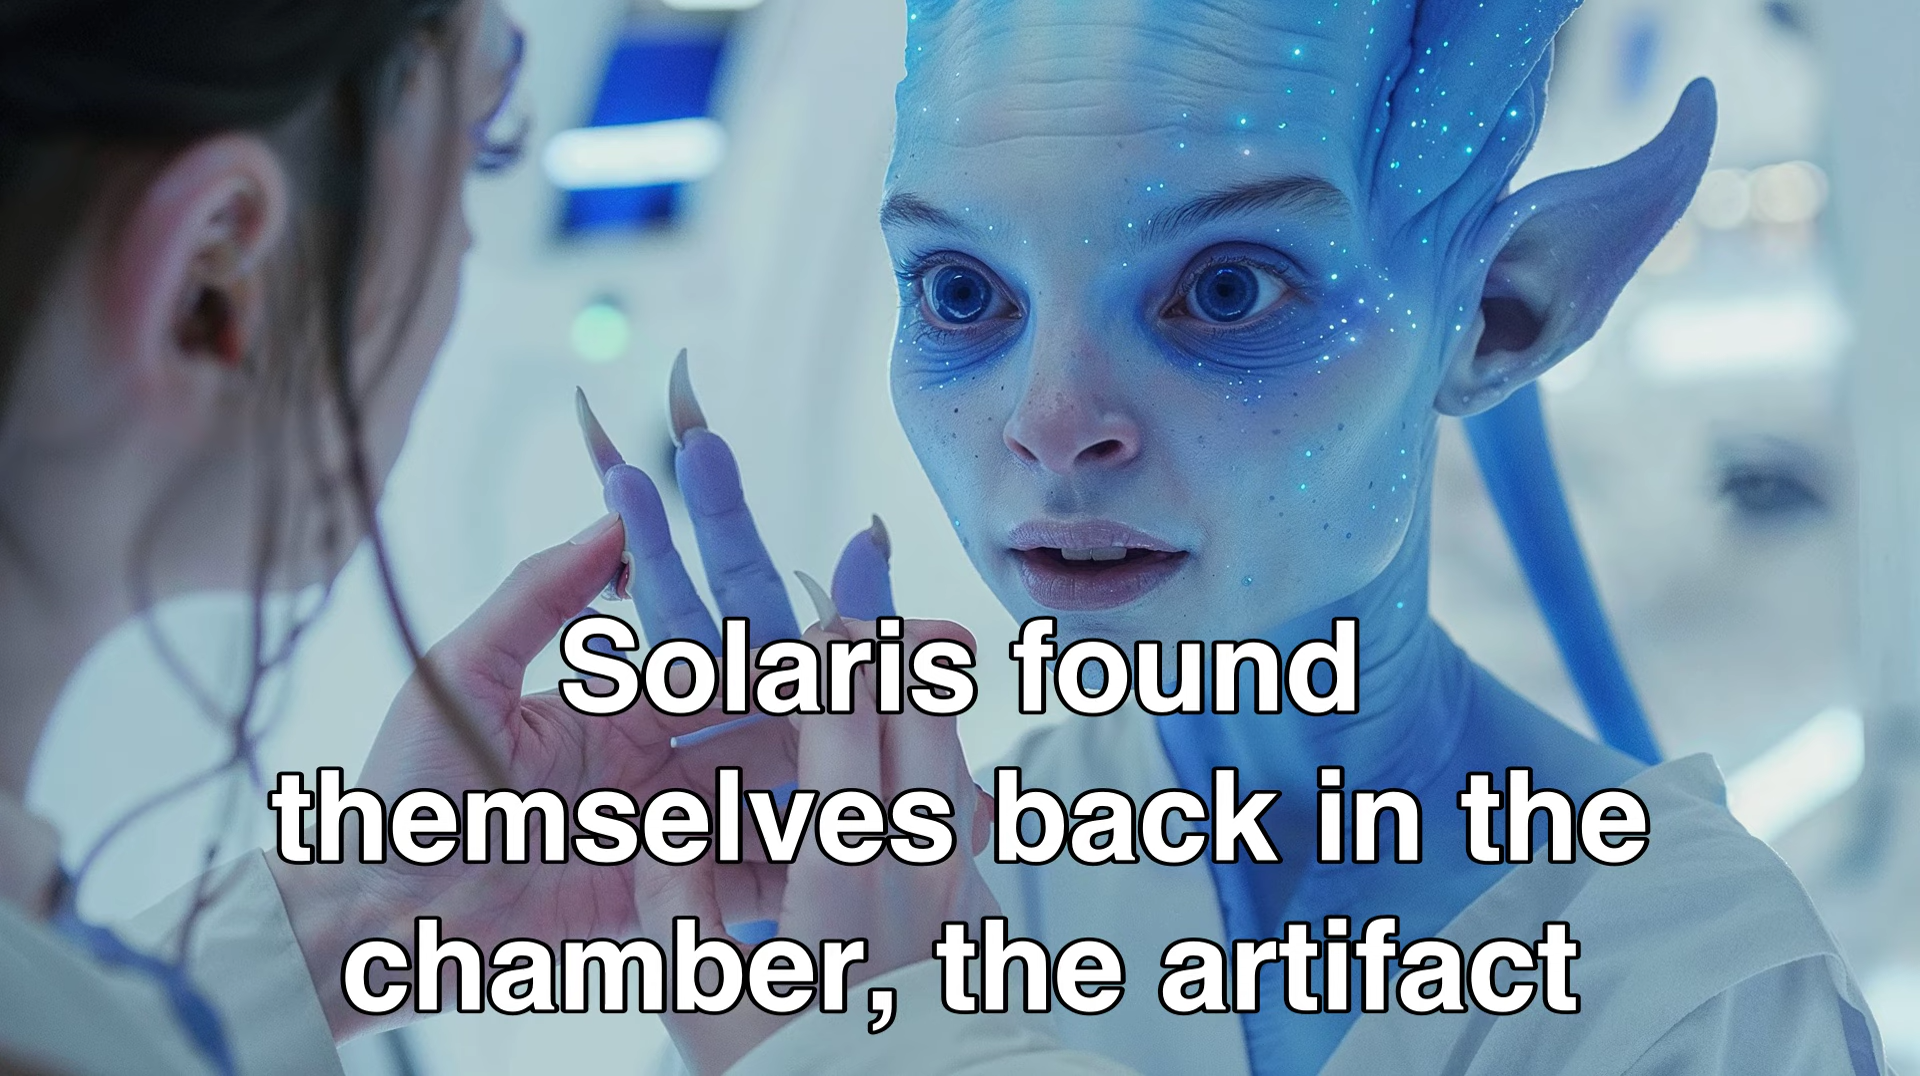 Solaris found
themselves back in the
chamber, the artifact